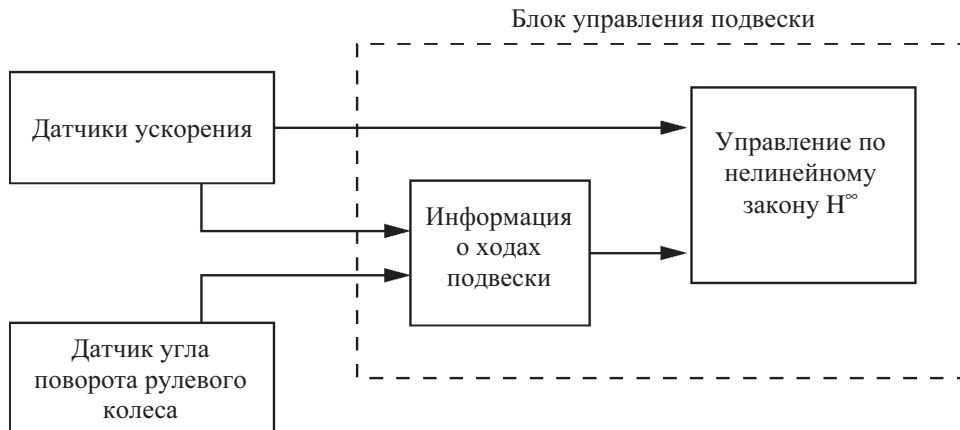 Блок управления подвески
Датчики ускорения
Управление по
нелинейному
закону H∞
Информация
о ходах
подвески
Датчик угла
поворота рулевого
колеса